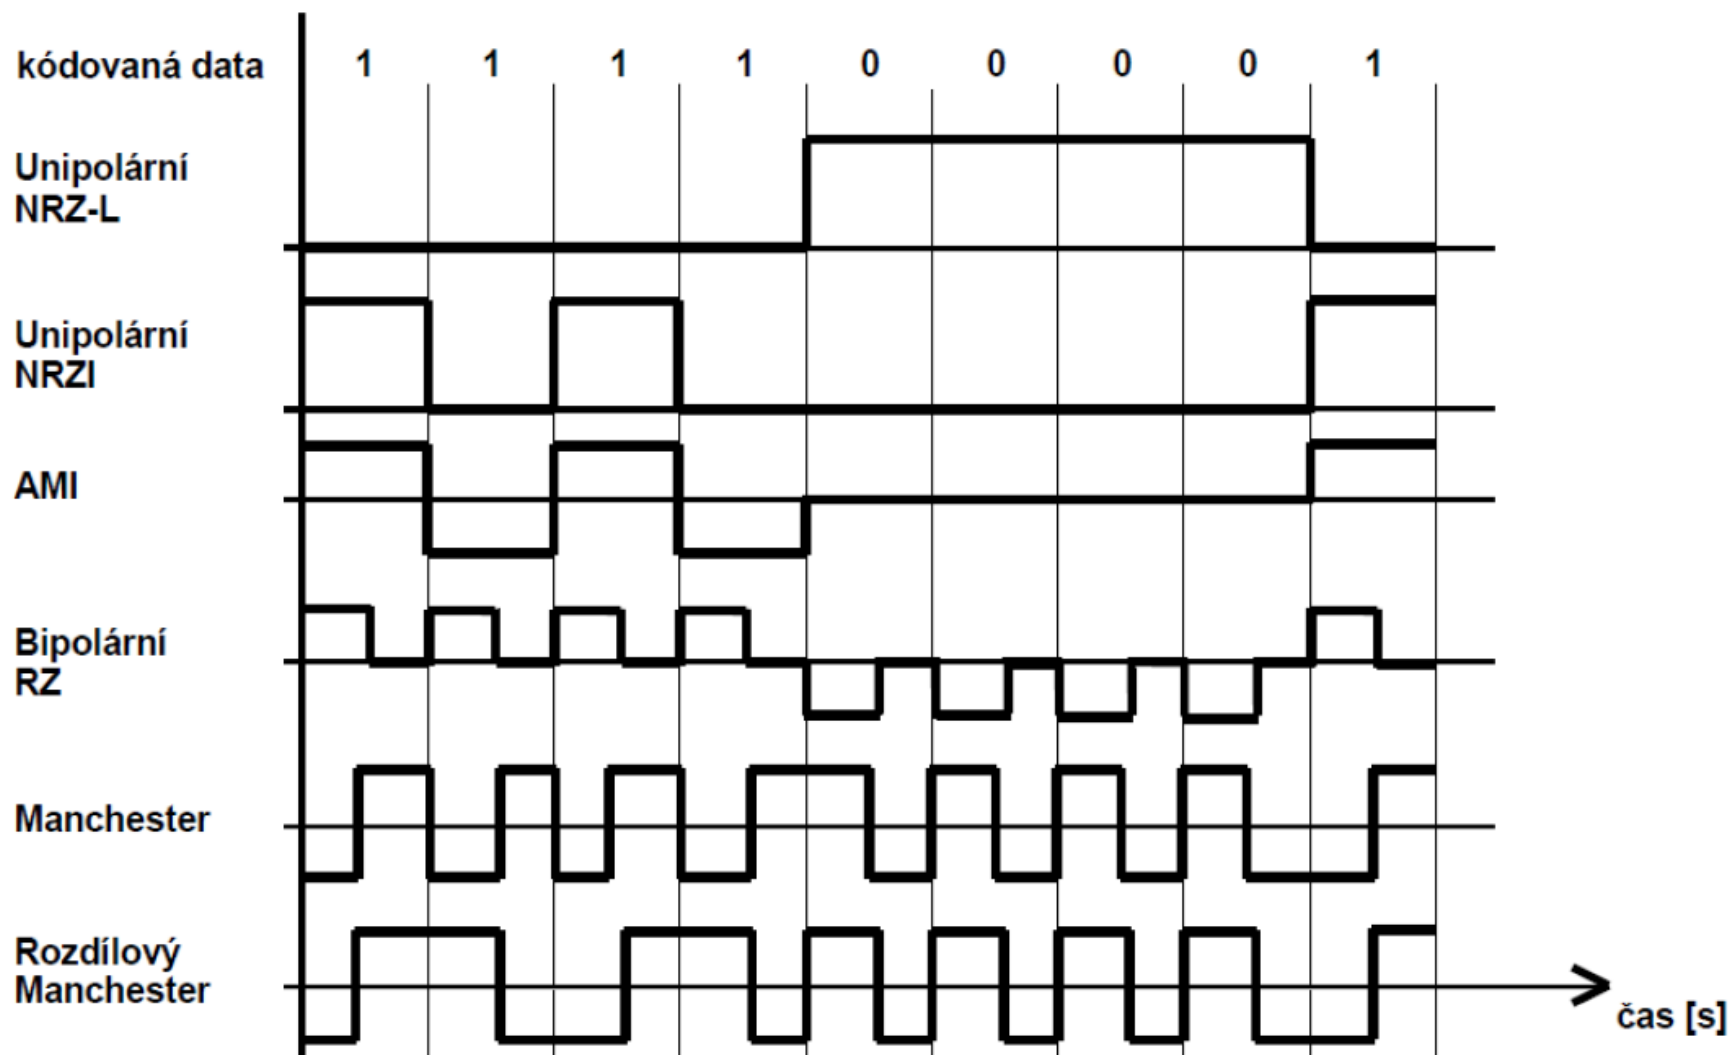 kódovaná data 1 1 1 1 0 0 0 0 1
Unipolární
NRZ-L
Unipolární
NRZI
AMI
Bipolární
RZ
Manchester
Rozdílový
Manchester
čas [s]